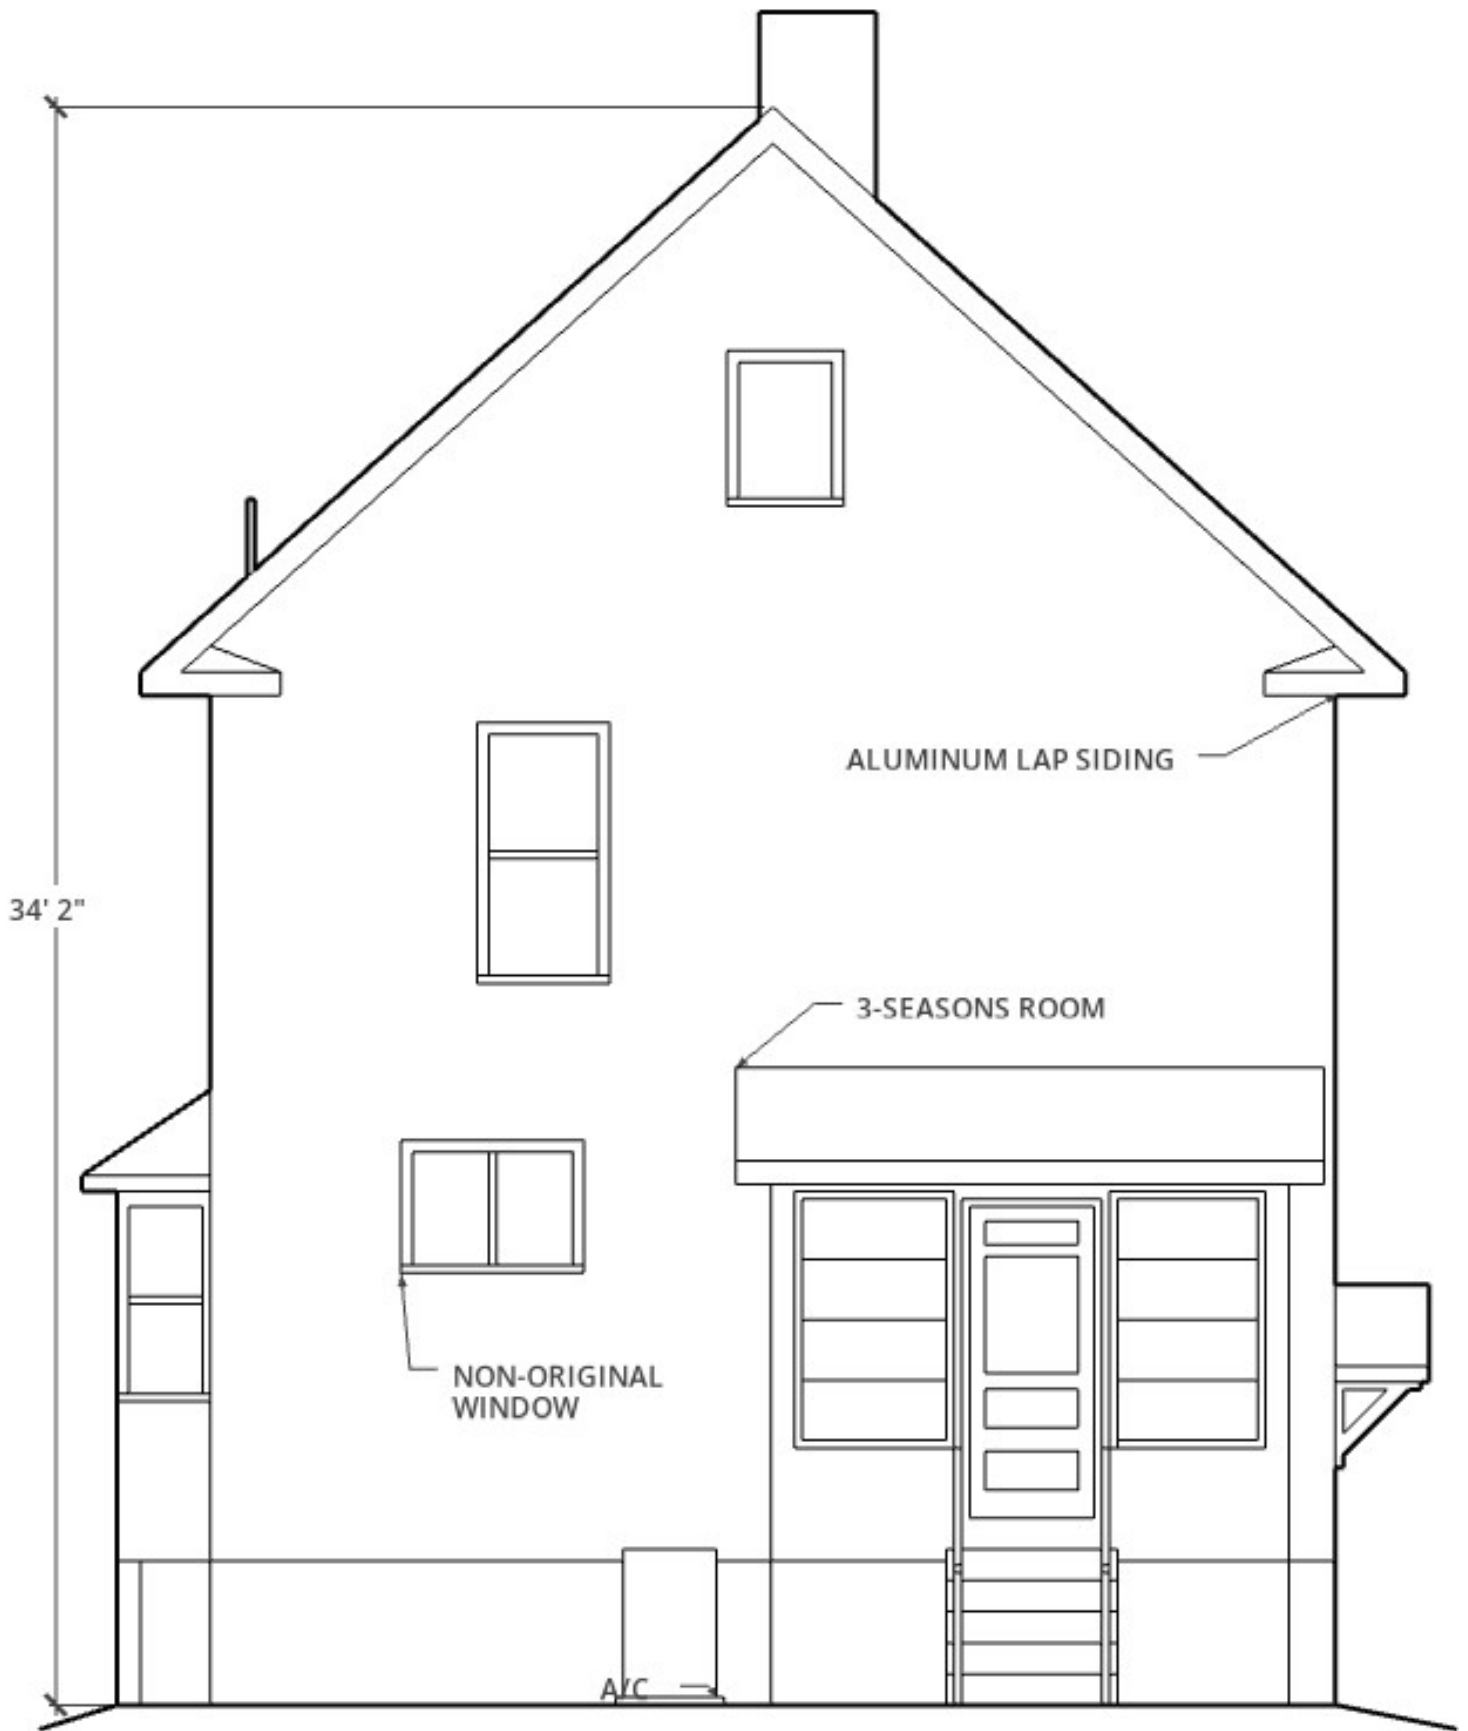 ALUMINUM LAP SIDING
34' 2"
3-SEASONS ROOM
NON-ORIGINAL
WINDOW
A/C